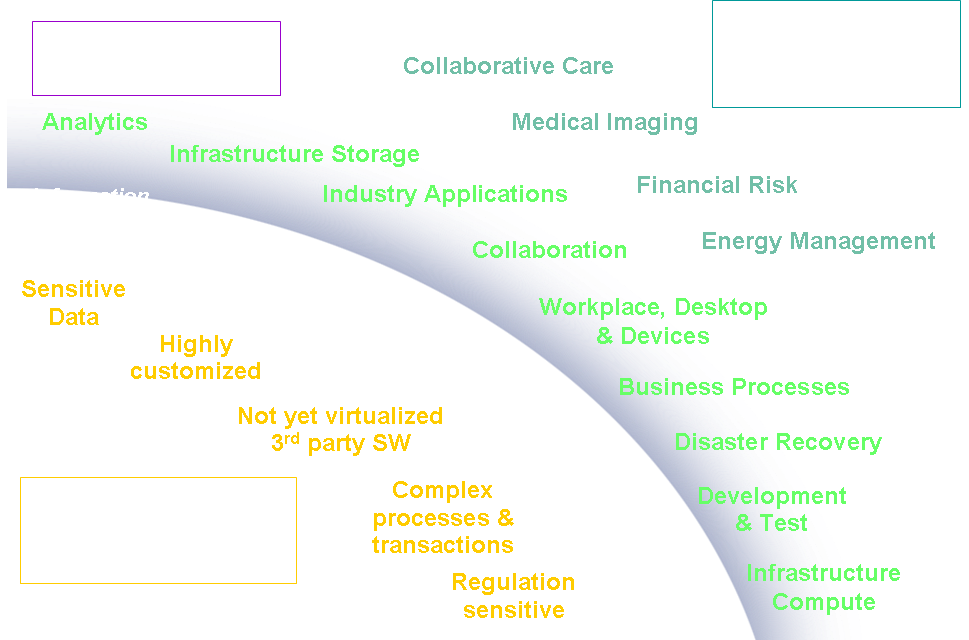 Collaborative Care
Analytics
Medical Imaging
Infrastructure Storage
Financial Risk
Industry Applications
Energy Management
Collaboration
Sensitive
Data
Workplace, Desktop
& Devices
Highly
customized
Business Processes
Not yet virtualized
3rd party SW
Disaster Recovery
Complex
processes &
transactions
Development
& Test
Infrastructure
Compute
Regulation
sensitive